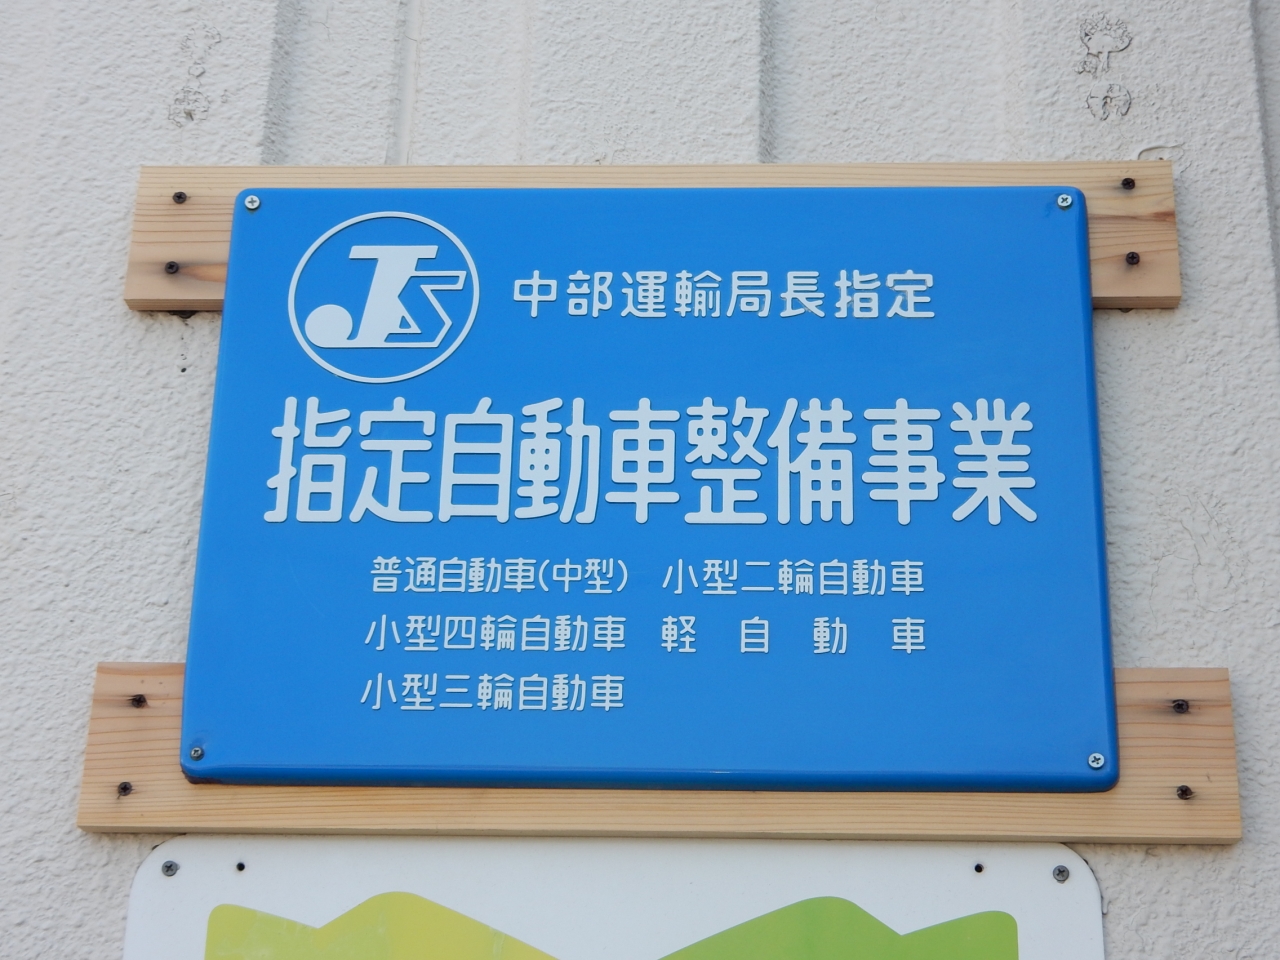 JS
中部運輸局長指定
指定自動車整備事業
普通自動車(中型) 小型二輪自動車
小型四輪自動車 軽自動車
小型三輪自動車